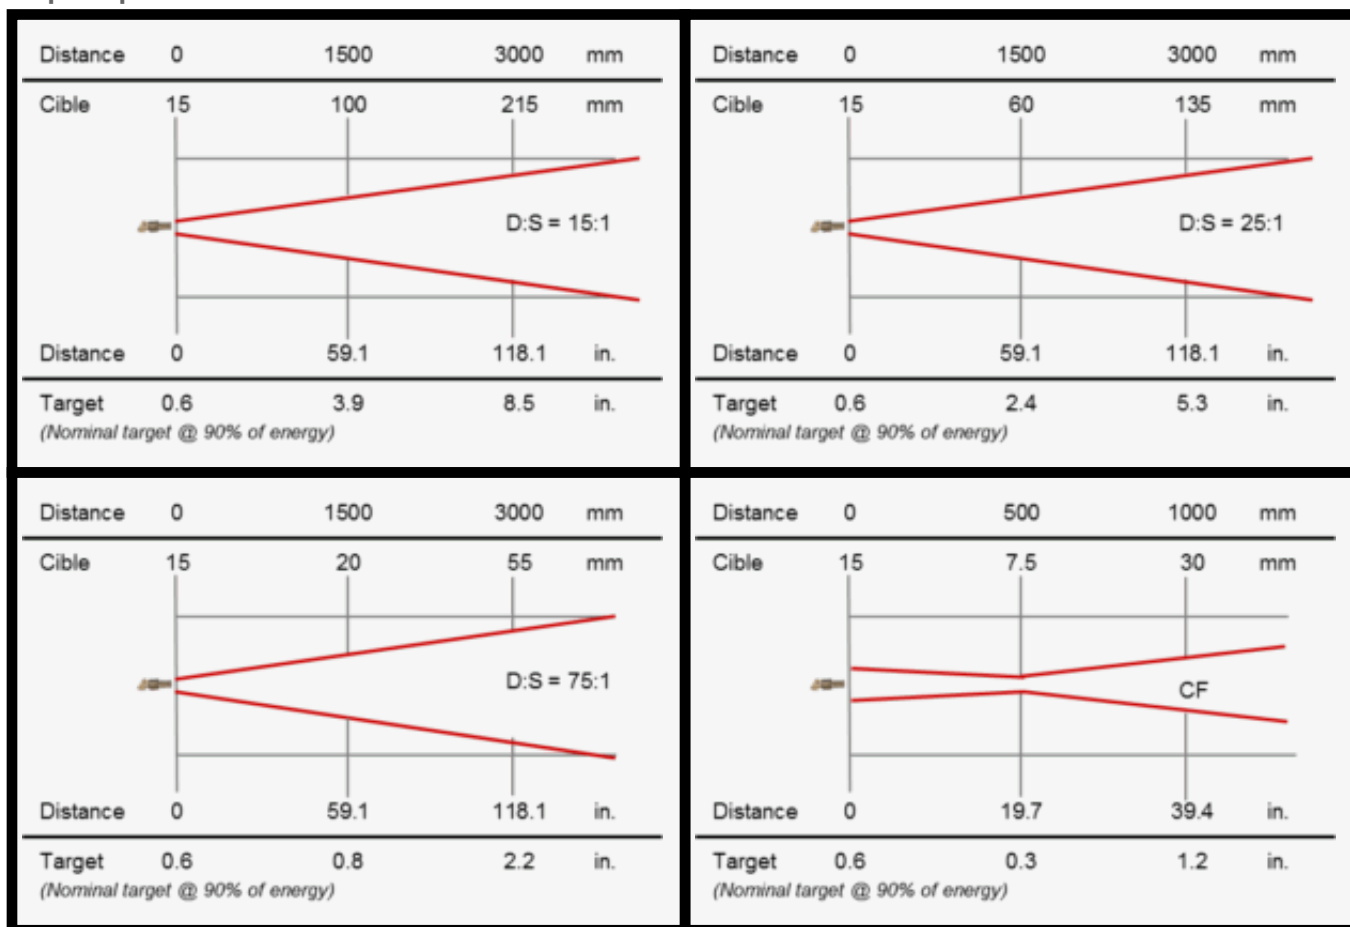 Distance 0 1500 3000 mm
Cible 15 100 215 mm
D:S = 15:1
Distance 0 59.1 118.1 in.
Target 0.6 3.9 8.5 in.
(Nominal target @ 90% of energy)
Distance 0 1500 3000 mm
Cible 15 60 135 mm
D:S = 25:1
Distance 0 59.1 118.1 in.
Target 0.6 2.4 5.3 in.
(Nominal target @ 90% of energy)
Distance 0 1500 3000 mm
Cible 15 20 55 mm
D:S = 75:1
Distance 0 59.1 118.1 in.
Target 0.6 0.8 2.2 in.
(Nominal target @ 90% of energy)
Distance 0 500 1000 mm
Cible 15 7.5 30 mm
CF
Distance 0 19.7 39.4 in.
Target 0.6 0.3 1.2 in.
(Nominal target @ 90% of energy)